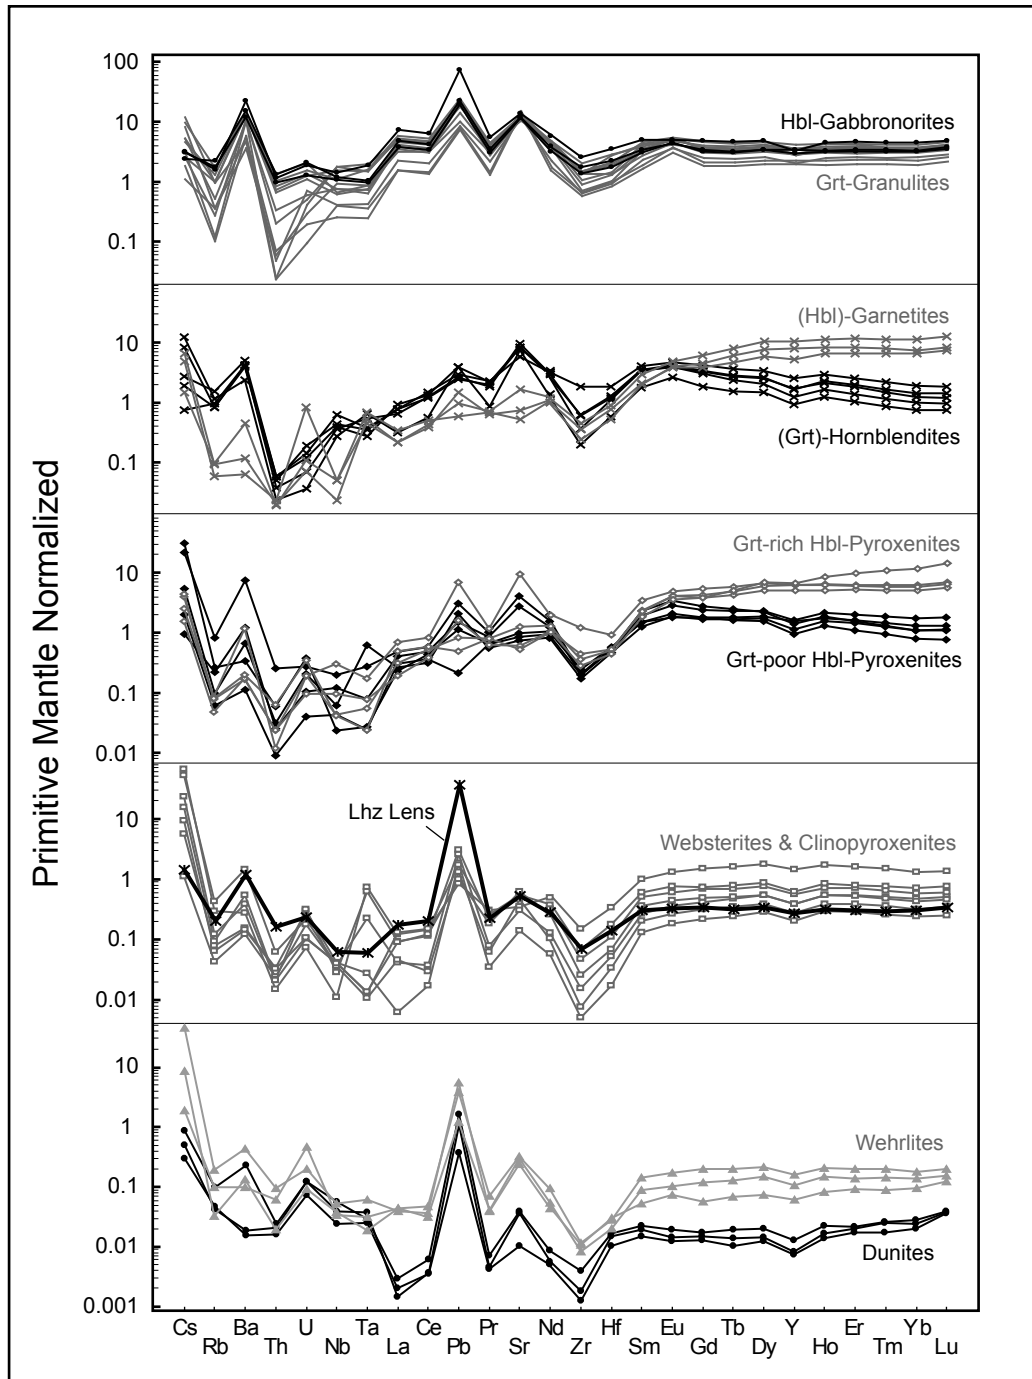 Primitive Mantle Normalized
100
10
1
0.1
Hbl-Gabbronorites
Grt-Granulites
10
1
0.1
(Hbl)-Garnetites
(Grt)-Hornblendites
10
1
0.1
0.01
Grt-rich Hbl-Pyroxenites
Grt-poor Hbl-Pyroxenites
10
1
0.1
0.01
Lhz Lens
Websterites & Clinopyroxenites
10
1
0.1
0.01
0.001
Wehrlites
Dunites
Cs Ba U Ta Ce Pr Nd Hf Eu Tb Y Er Yb
Rb Th Nb La Pb Sr Zr Sm Gd Dy Ho Tm Lu